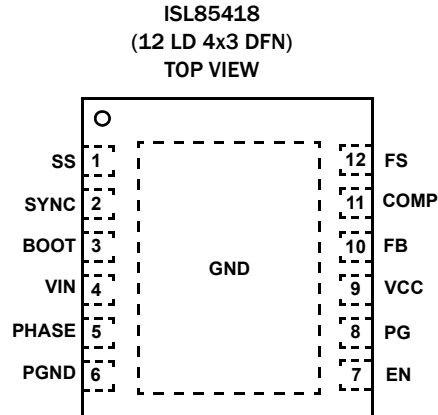 ISL85418
(12 LD 4x3 DFN)
TOP VIEW
SS 1
12 FS
SYNC 2
11 COMP
BOOT 3
10 FB
GND
VIN 4
9 VCC
PHASE 5
8 PG
PGND 6
7 EN